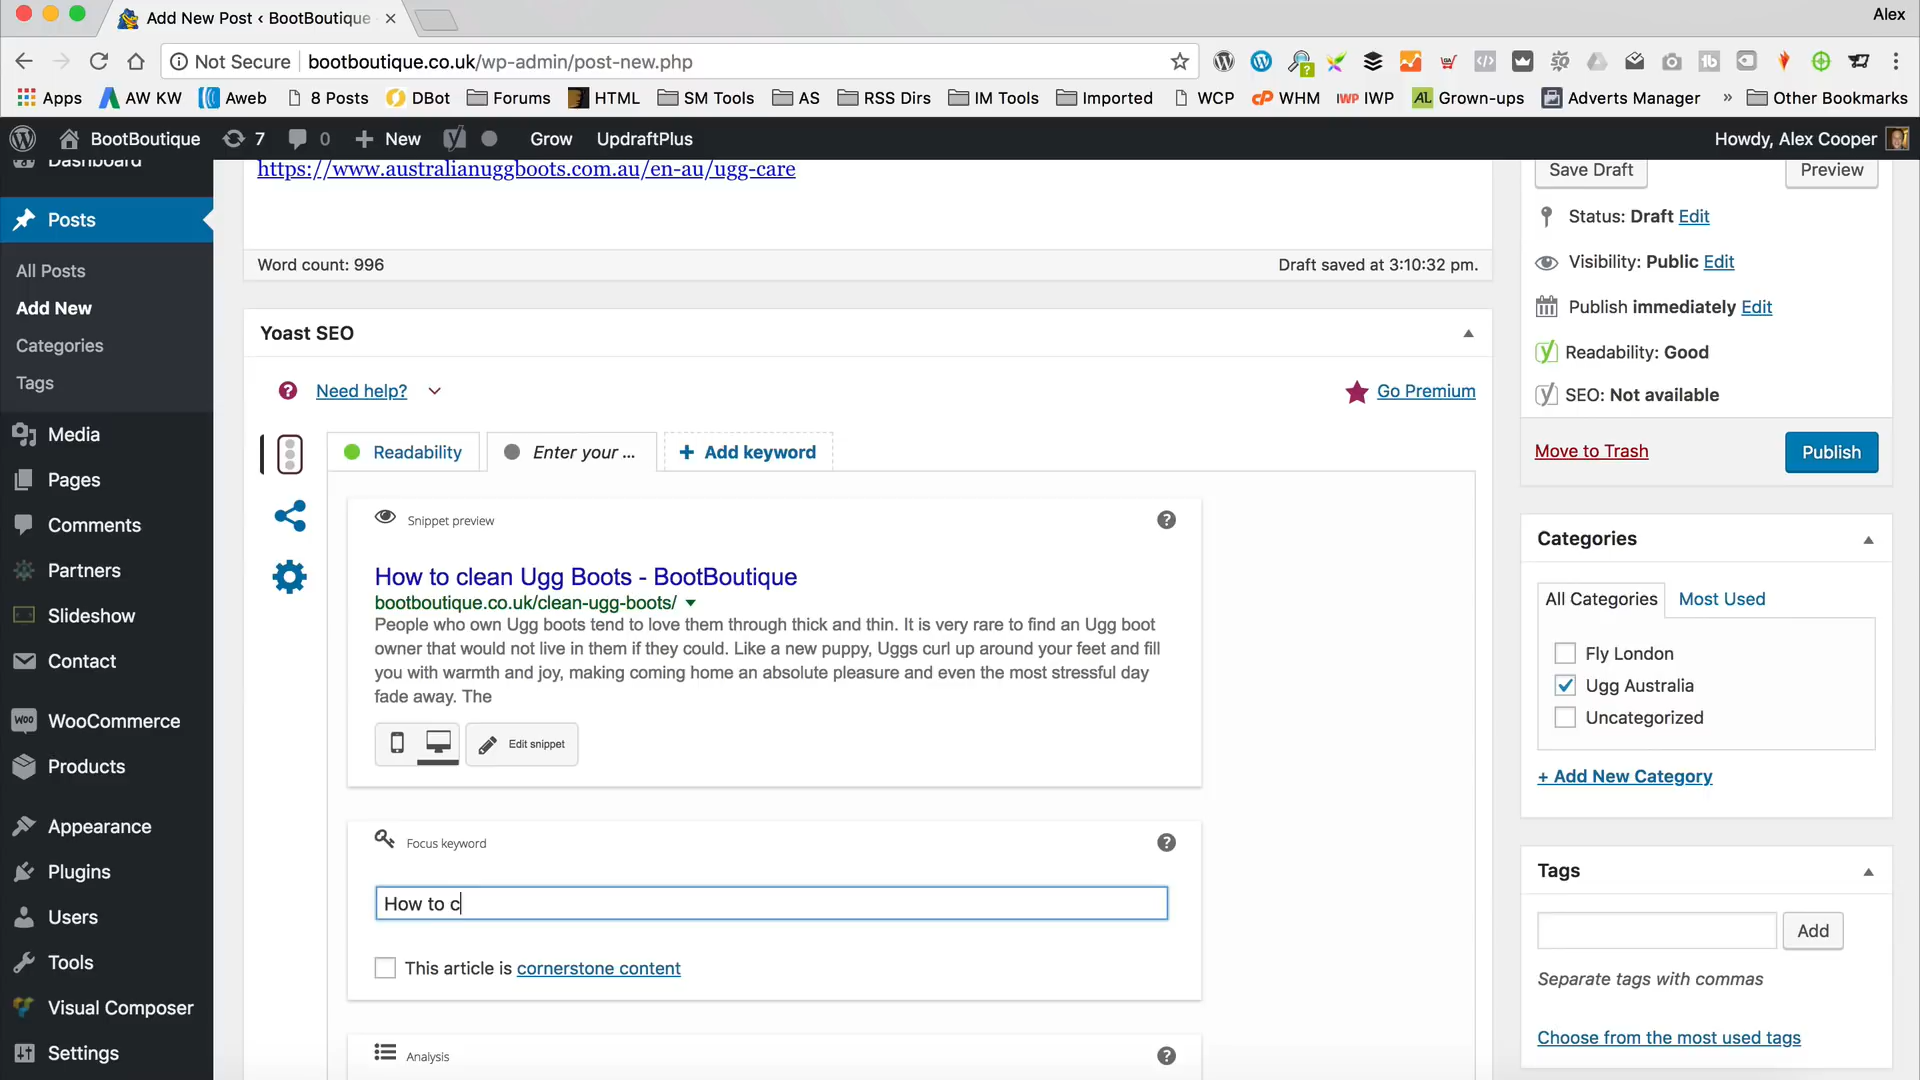 Add New Post ‹ BootBoutique
Alex
Not Secure
bootboutique.co.uk/wp-admin/post-new.php
Apps
AW KW
Aweb
8 Posts
DBot
Forums
HTML
SM Tools
AS
RSS Dirs
IM Tools
Imported
WCP
cP WHM
IWP IWP
AL Grown-ups
Adverts Manager
»
Other Bookmarks
BootBoutique
7
0
New
Grow
UpdraftPlus
Howdy, Alex Cooper
Dashboard
Posts
All Posts
Add New
Categories
Tags
Media
Pages
Comments
Partners
Slideshow
Contact
WooCommerce
Products
Appearance
Plugins
Users
Tools
Visual Composer
Settings
https://www.australianuggboots.com.au/en-au/ugg-care
Word count: 996
Draft saved at 3:10:32 pm.
Yoast SEO
Need help?
Go Premium
Readability
Enter your ...
+ Add keyword
Snippet preview
How to clean Ugg Boots - BootBoutique
bootboutique.co.uk/clean-ugg-boots/
People who own Ugg boots tend to love them through thick and thin. It is very rare to find an Ugg boot
owner that would not live in them if they could. Like a new puppy, Uggs curl up around your feet and fill
you with warmth and joy, making coming home an absolute pleasure and even the most stressful day
fade away. The
Edit snippet
Focus keyword
How to c
This article is cornerstone content
Analysis
Save Draft
Preview
Status: Draft Edit
Visibility: Public Edit
Publish immediately Edit
Readability: Good
SEO: Not available
Move to Trash
Publish
Categories
All Categories
Most Used
Fly London
Ugg Australia
Uncategorized
+ Add New Category
Tags
Add
Separate tags with commas
Choose from the most used tags